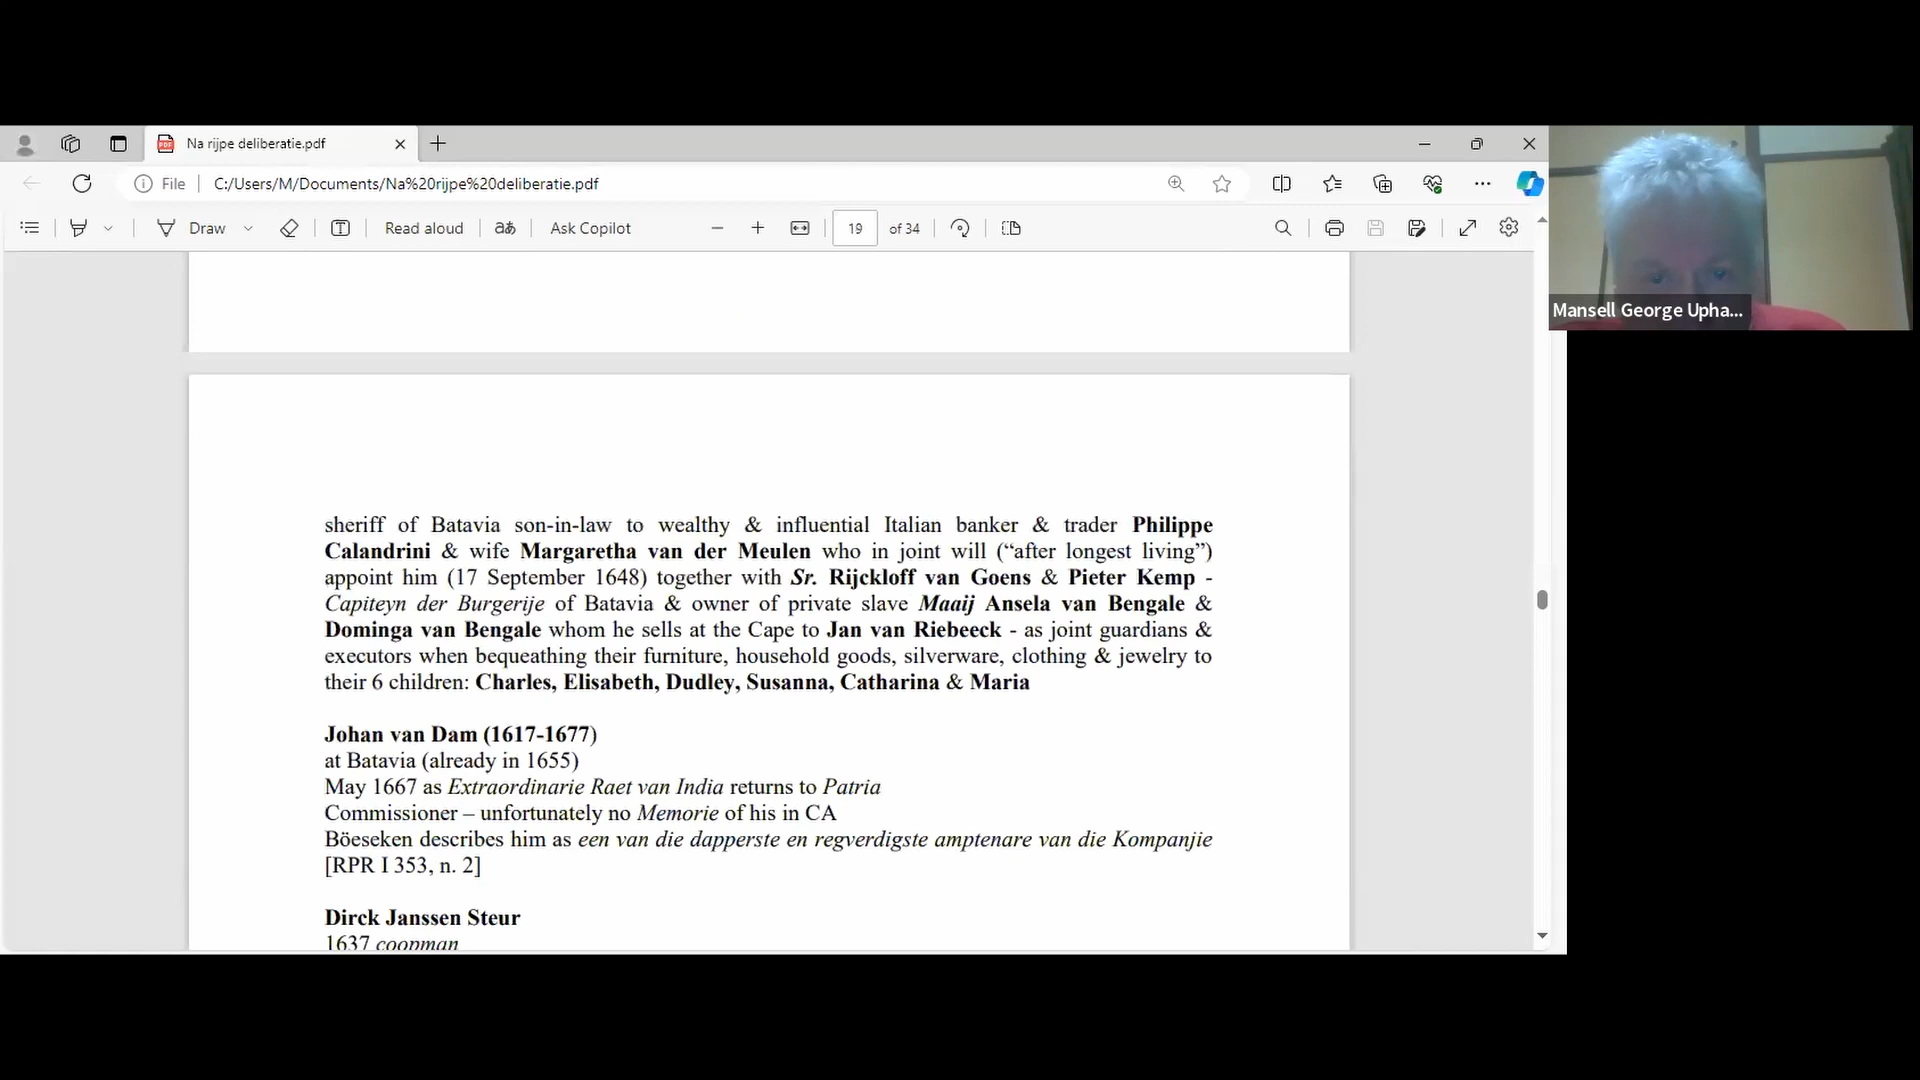 Na rijpe deliberatie.pdf
File
C:/Users/M/Documents/Na%20rijpe%20deliberatie.pdf
Draw
Read aloud
aあ
Ask Copilot
19 of 34
Mansell George Upha...
sheriff of Batavia son-in-law to wealthy & influential Italian banker & trader Philippe
Calandrini & wife Margaretha van der Meulen who in joint will (“after longest living”)
appoint him (17 September 1648) together with Sr. Rijckloff van Goens & Pieter Kemp -
Capiteyn der Burgerije of Batavia & owner of private slave Maaij Ansela van Bengale &
Dominga van Bengale whom he sells at the Cape to Jan van Riebeeck - as joint guardians &
executors when bequeathing their furniture, household goods, silverware, clothing & jewelry to
their 6 children: Charles, Elisabeth, Dudley, Susanna, Catharina & Maria
Johan van Dam (1617-1677)
at Batavia (already in 1655)
May 1667 as Extraordinarie Raet van India returns to Patria
Commissioner – unfortunately no Memorie of his in CA
Böeseken describes him as een van die dapperste en regverdigste amptenare van die Kompanjie
[RPR I 353, n. 2]
Dirck Janssen Steur
1637 coopman